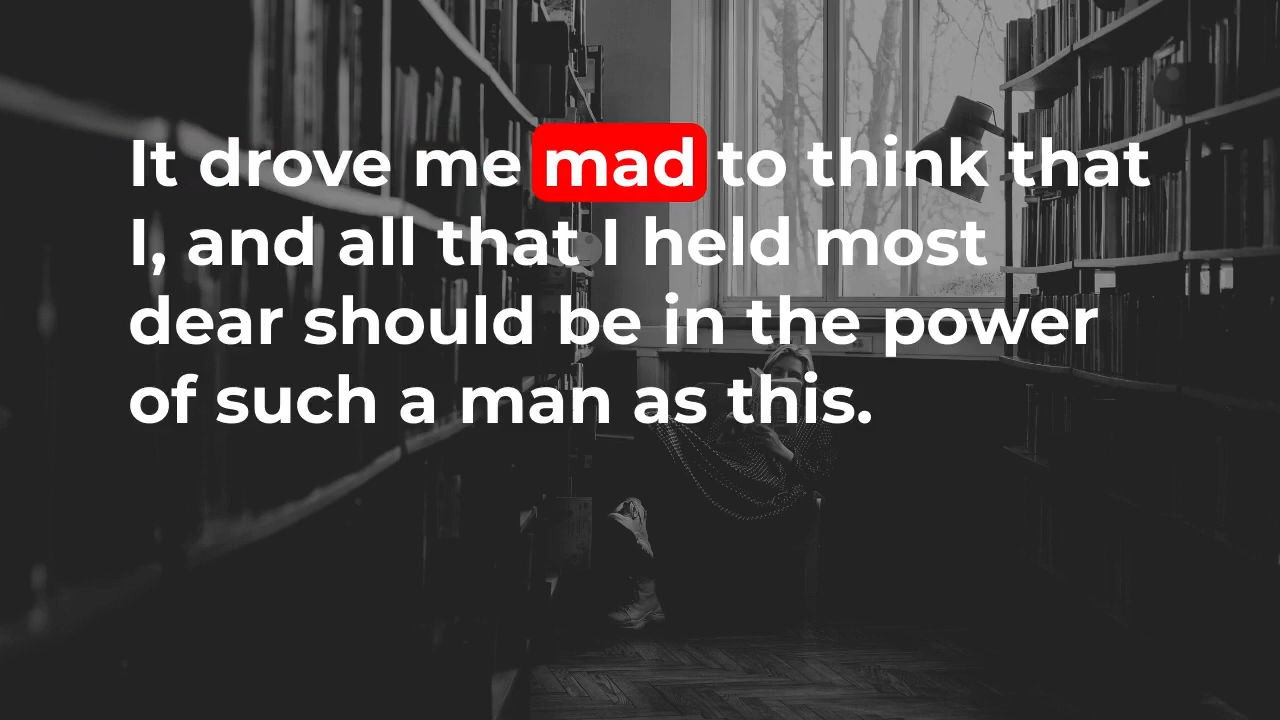 It drove me mad to think that
I, and all that I held most
dear should be in the power
of such a man as this.